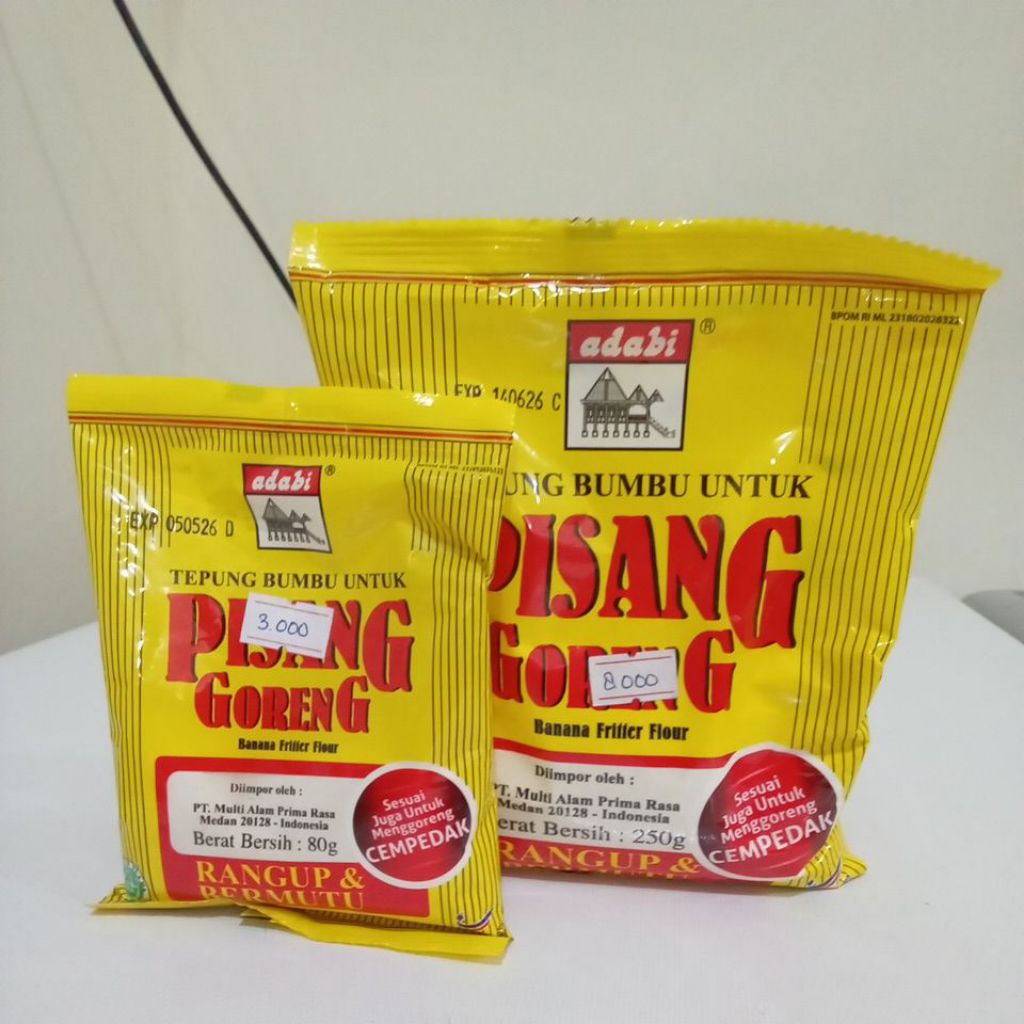 adabi
®
EXP 050526 D
TEPUNG BUMBU UNTUK
PISANG
3.000
GORENG
Banana Fritter Flour
Diimpor oleh :
PT. Multi Alam Prima Rasa
Medan 20128 - Indonesia
Berat Bersih : 80g
Sesuai
Juga Untuk
Menggoreng
CEMPEDAK
RANGUP &
BERMUTU
BPOM RI ML 231802026322
adabi
®
EXP 140626 C
BUMBU UNTUK
PISANG
GORENG
8.000
Banana Fritter Flour
Diimpor oleh :
PT. Multi Alam Prima Rasa
Medan 20128 - Indonesia
Berat Bersih : 250g
Sesuai
Juga Untuk
Menggoreng
CEMPEDAK
RANGUP &
BERMUTU